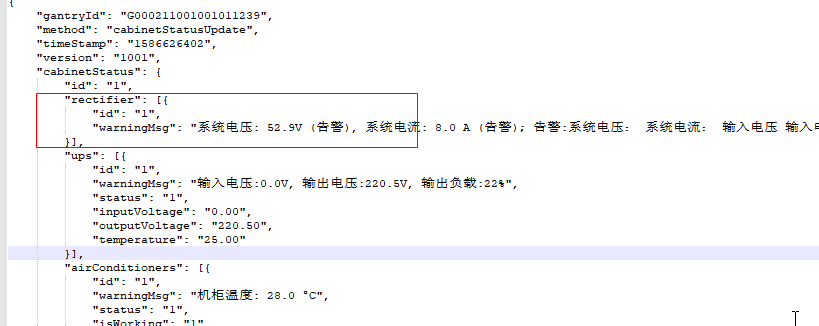 {
"gantryId": "G000211001001011239",
"method": "cabinetStatusUpdate",
"timeStamp": "1586626402",
"version": "1001",
"cabinetStatus": {
"id": "1",
"rectifier": [{
"id": "1",
"warningMsg": "系统电压: 52.9V (告警), 系统电流: 8.0 A (告警); 告警:系统电压: 系统电流: 输入电压 输入电
}],
"ups": [{
"id": "1",
"warningMsg": "输入电压:0.0V, 输出电压:220.5V, 输出负载:22%",
"status": "1",
"inputVoltage": "0.00",
"outputVoltage": "220.50",
"temperature": "25.00"
}],
"airConditioners": [{
"id": "1",
"warningMsg": "机柜温度: 28.0 °C",
"status": "1",
"isWorking": "1"